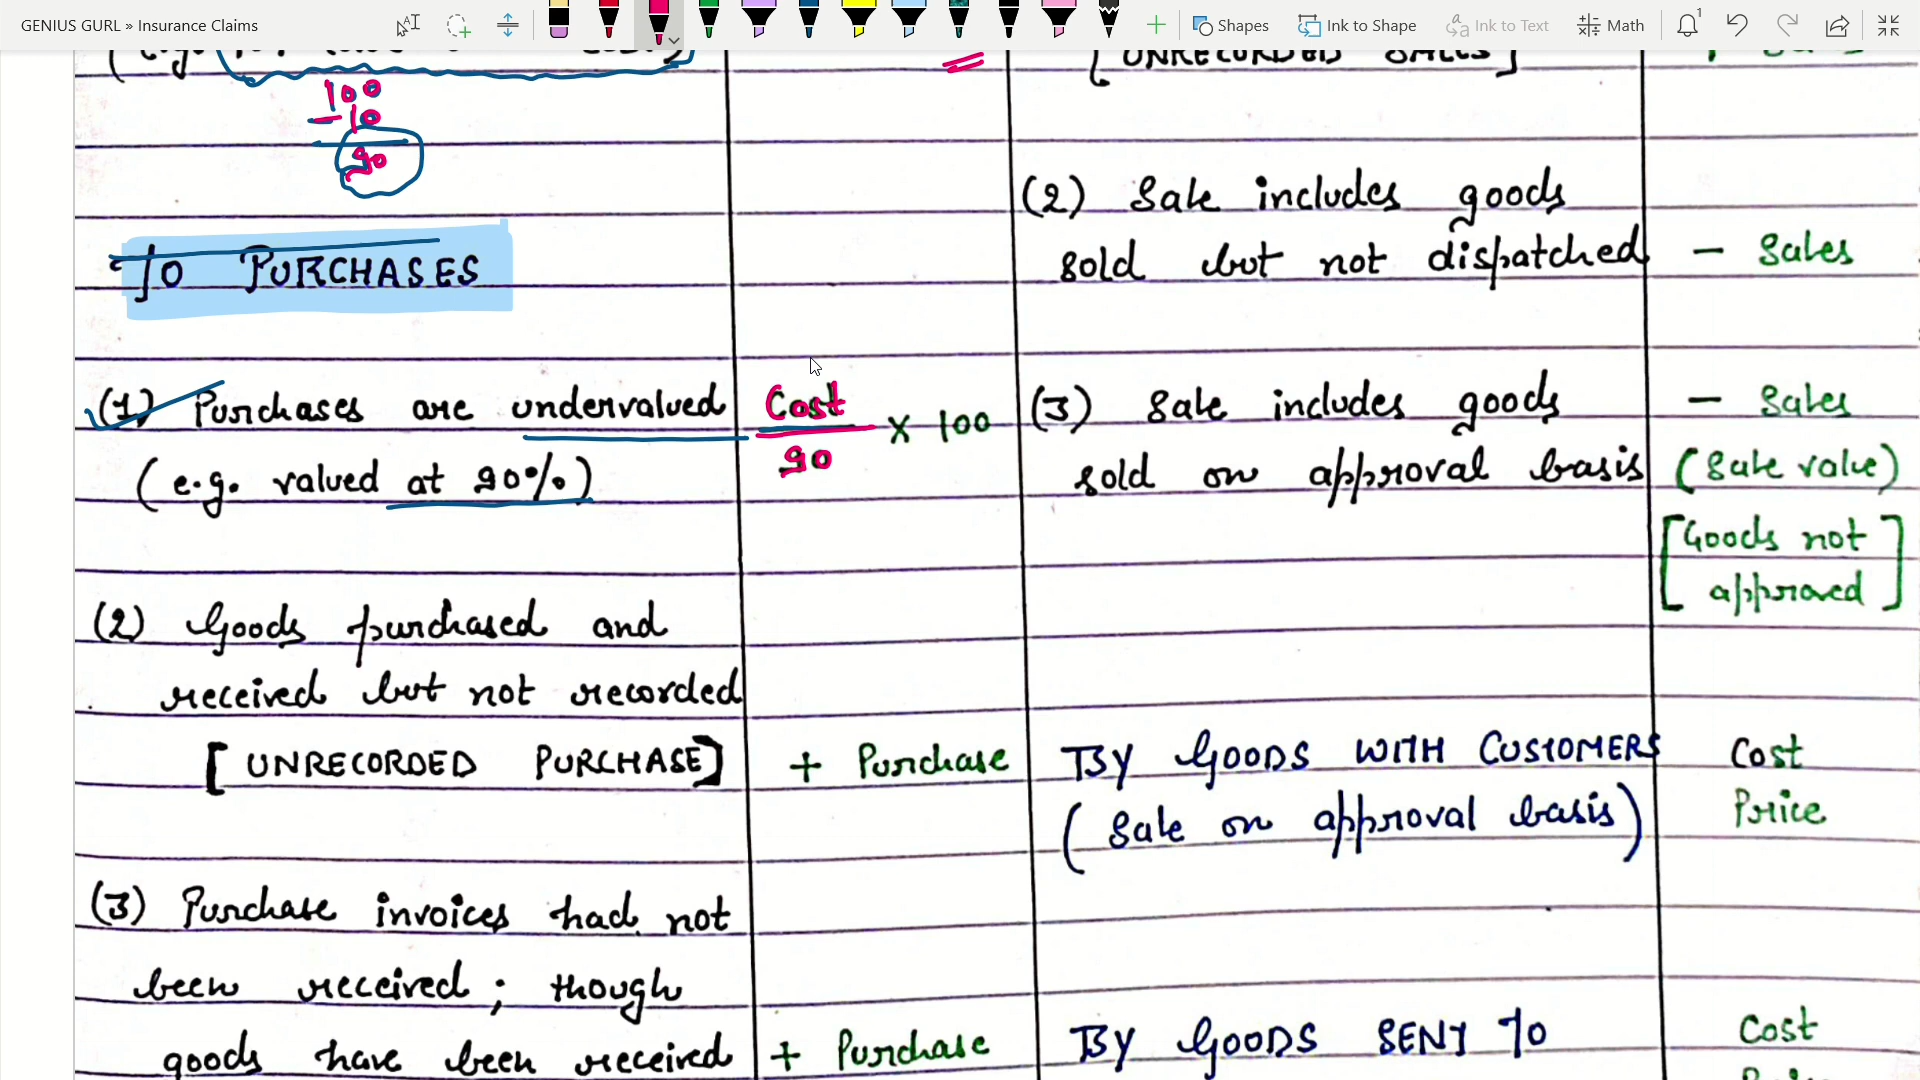 GENIUS GURL » Insurance Claims
Shapes
Ink to Shape
Ink to Text
Math
1
[ UNRECORDED SALES ]
100
- 10
90
(2) Sale includes goods
sold but not dispatched
- Sales
To PURCHASES
(1) Purchases are undervalued
(e.g. valued at 90%)
Cost
90
X 100
(3) Sale includes goods
sold on approval basis
- Sales
(Sale value)
[Goods not
approved]
(2) Goods purchased and
received but not recorded
[UNRECORDED PURCHASE]
+ Purchase
BY GOODS WITH CUSTOMERS
(Sale on approval basis)
Cost
Price
(3) Purchase invoices had not
been received; though
goods have been received
+ Purchase
BY GOODS SENT TO
Cost